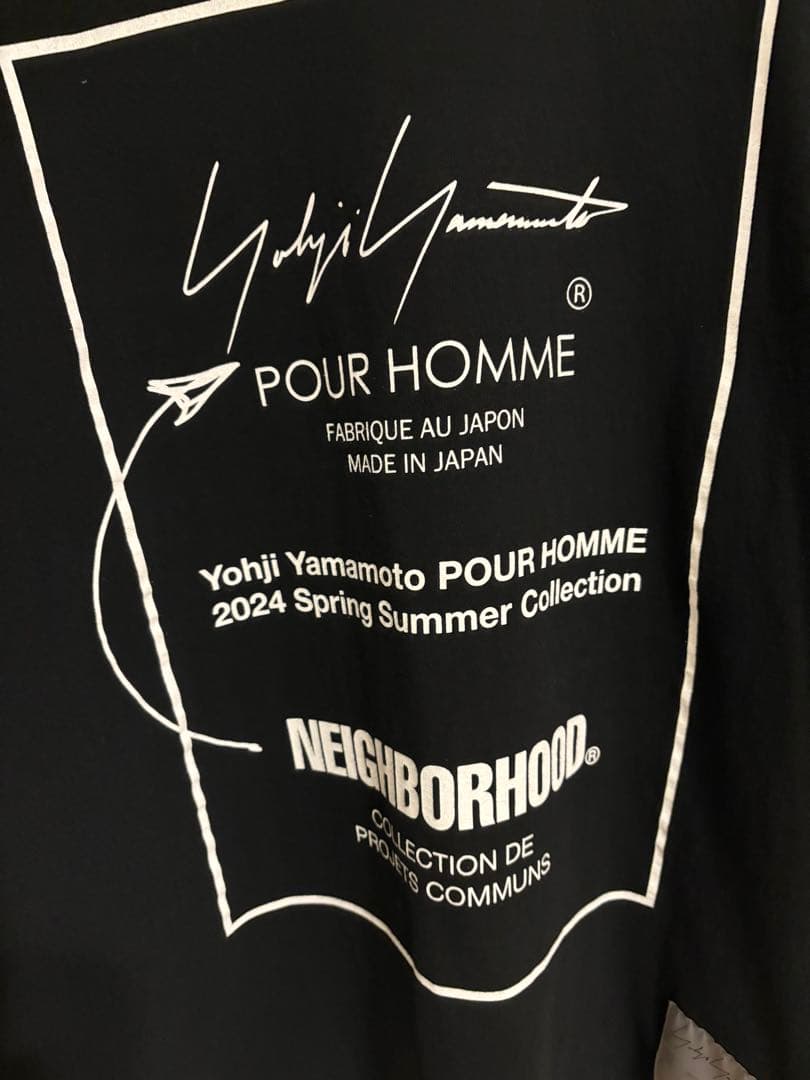 Yohji Yamamoto
®
POUR HOMME
FABRIQUE AU JAPON
MADE IN JAPAN
Yohji Yamamoto POUR HOMME
2024 Spring Summer Collection
NEIGHBORHOOD®
COLLECTION DE
PROJETS COMMUNS
Yohji Y